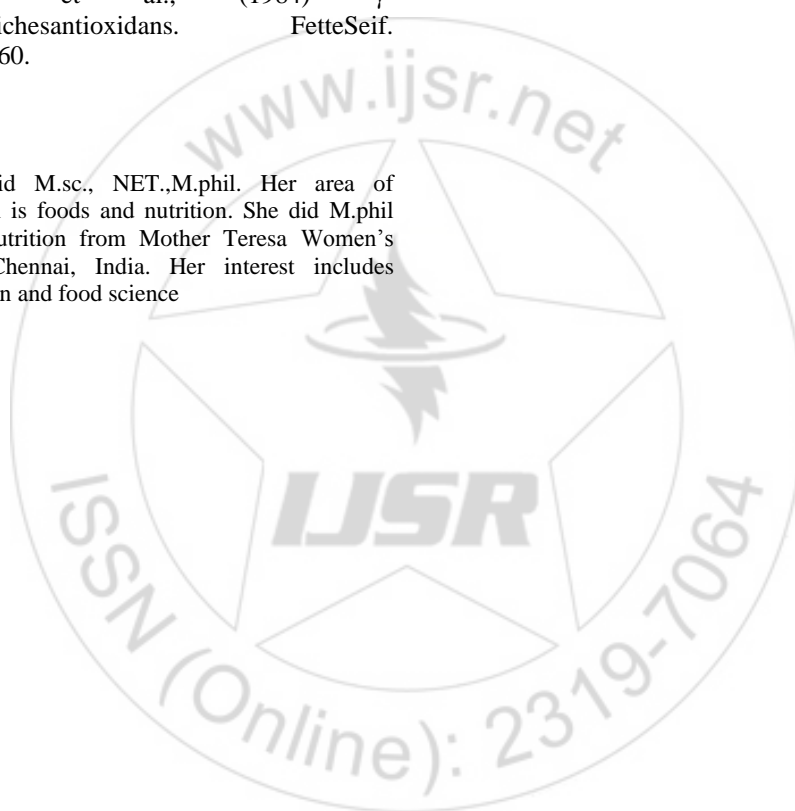 et al., (1984)
ichesantioxidans. FetteSeif.
60.
www.ijsr.net
id M.sc., NET.,M.phil. Her area of
is foods and nutrition. She did M.phil
utrition from Mother Teresa Women's
Chennai, India. Her interest includes
n and food science
IJSR
ISSN (Online): 2319-7064